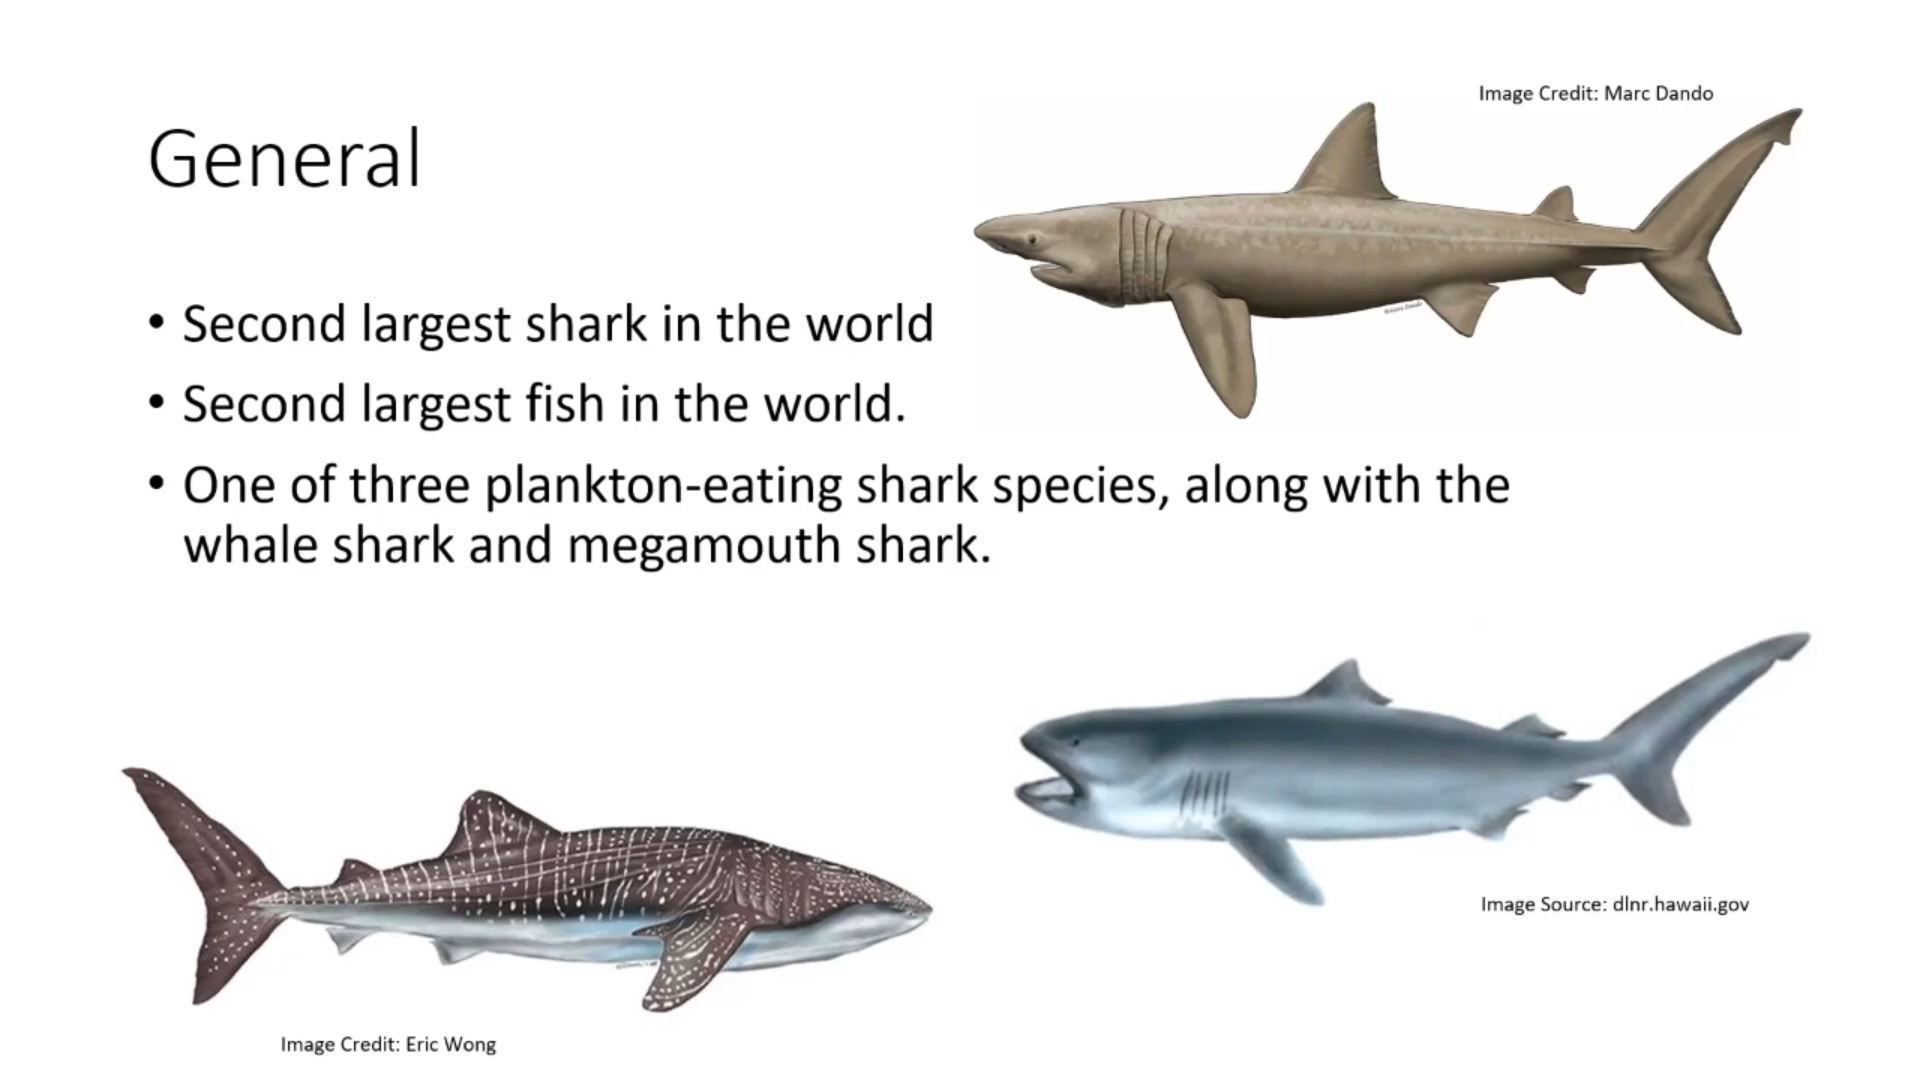 Image Credit: Marc Dando
General
• Second largest shark in the world
• Second largest fish in the world.
• One of three plankton-eating shark species, along with the
whale shark and megamouth shark.
Image Source: dlnr.hawaii.gov
Image Credit: Eric Wong